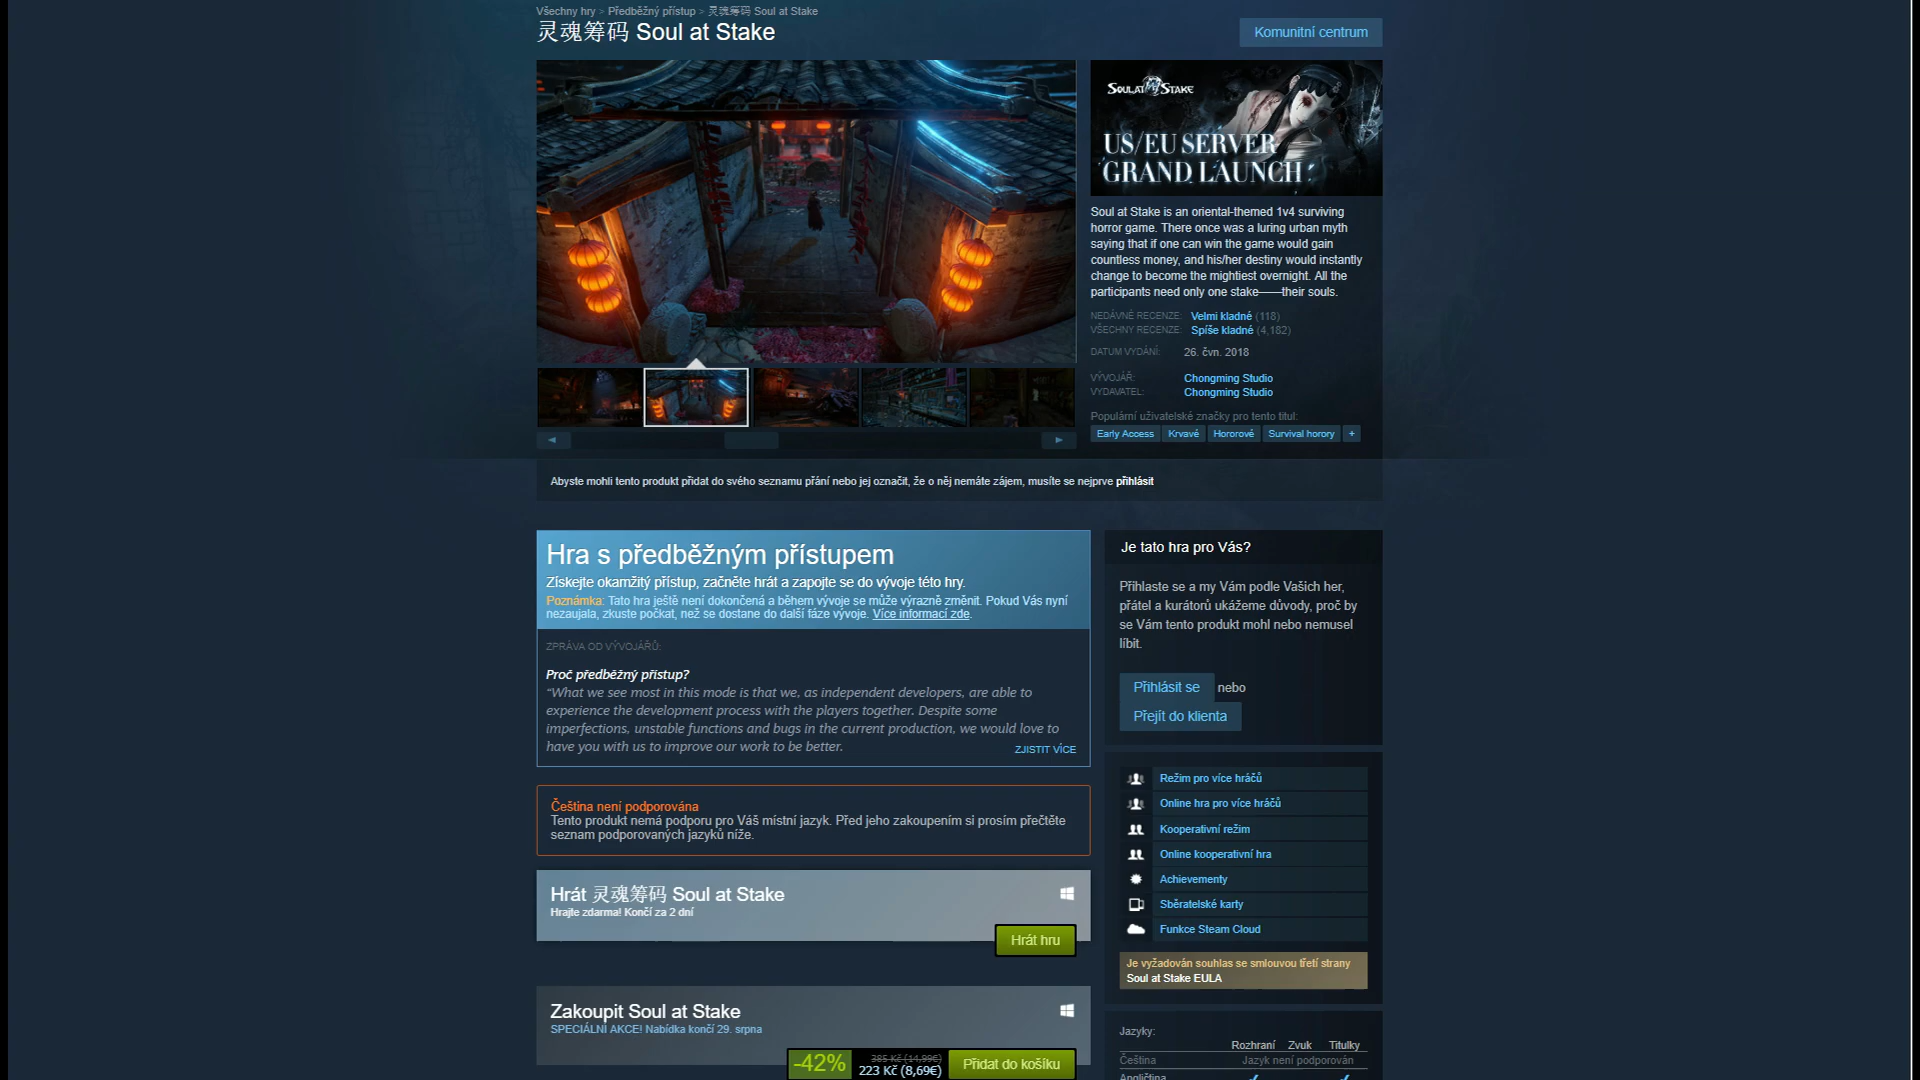 Všechny hry > Předběžný přístup > 灵魂筹码 Soul at Stake
灵魂筹码 Soul at Stake
Komunitní centrum
SOUL AT STAKE
US/EU SERVER
GRAND LAUNCH
Soul at Stake is an oriental-themed 1v4 surviving
horror game. There once was a luring urban myth
saying that if one can win the game would gain
countless money, and his/her destiny would instantly
change to become the mightiest overnight. All the
participants need only one stake——their souls.
NEDÁVNÉ RECENZE: Velmi kladné (118)
VŠECHNY RECENZE: Spíše kladné (4,182)
DATUM VYDÁNÍ: 26. čvn. 2018
VÝVOJÁŘ: Chongming Studio
VYDAVATEL: Chongming Studio
Populární uživatelské značky pro tento titul:
Early Access Krvavé Hororové Survival horory +
Abyste mohli tento produkt přidat do svého seznamu přání nebo jej označit, že o něj nemáte zájem, musíte se nejprve přihlásit
Hra s předběžným přístupem
Získejte okamžitý přístup, začněte hrát a zapojte se do vývoje této hry.
Poznámka: Tato hra ještě není dokončená a během vývoje se může výrazně změnit. Pokud Vás nyní
nezaujala, zkuste počkat, než se dostane do další fáze vývoje. Více informací zde.
ZPRÁVA OD VÝVOJÁŘŮ:
Proč předběžný přístup?
“What we see most in this mode is that we, as independent developers, are able to
experience the development process with the players together. Despite some
imperfections, unstable functions and bugs in the current production, we would love to
have you with us to improve our work to be better.
ZJISTIT VÍCE
Čeština není podporována
Tento produkt nemá podporu pro Váš místní jazyk. Před jeho zakoupením si prosím přečtěte
seznam podporovaných jazyků níže.
Hrát 灵魂筹码 Soul at Stake
Hrajte zdarma! Končí za 2 dní
Hrát hru
Zakoupit Soul at Stake
SPECIÁLNÍ AKCE! Nabídka končí 29. srpna
-42%
385 Kč (14,99€)
223 Kč (8,69€)
Přidat do košíku
Je tato hra pro Vás?
Přihlaste se a my Vám podle Vašich her,
přátel a kurátorů ukážeme důvody, proč by
se Vám tento produkt mohl nebo nemusel
líbit.
Přihlásit se nebo
Přejít do klienta
Režim pro více hráčů
Online hra pro více hráčů
Kooperativní režim
Online kooperativní hra
Achievementy
Sběratelské karty
Funkce Steam Cloud
Je vyžadován souhlas se smlouvou třetí strany
Soul at Stake EULA
Jazyky:
Rozhraní Zvuk Titulky
Čeština Jazyk není podporován
Angličtina